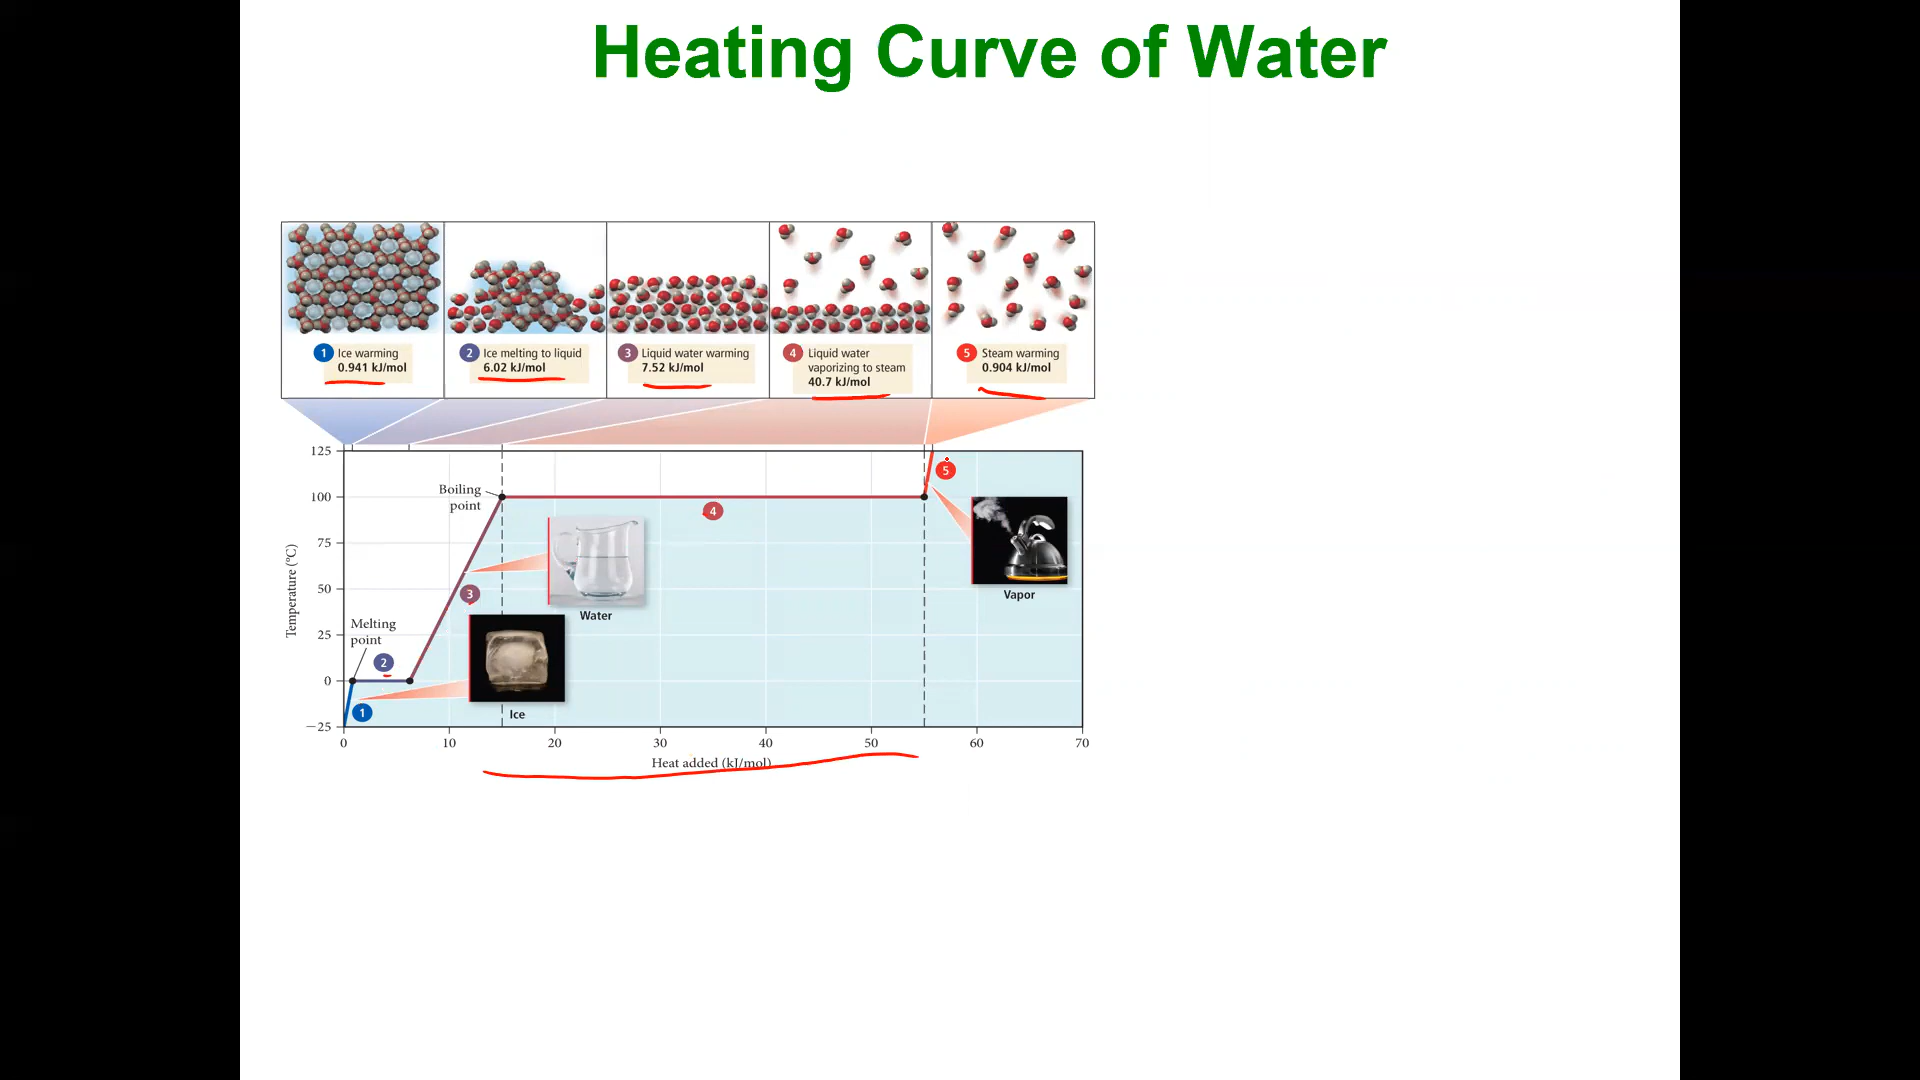 Heating Curve of Water
1 Ice warming
0.941 kJ/mol
2 Ice melting to liquid
6.02 kJ/mol
3 Liquid water warming
7.52 kJ/mol
4 Liquid water
vaporizing to steam
40.7 kJ/mol
5 Steam warming
0.904 kJ/mol
125
100
75
50
25
0
−25
Temperature (°C)
Boiling
point
Melting
point
1
2
3
4
5
Water
Ice
Vapor
0 10 20 30 40 50 60 70
Heat added (kJ/mol)